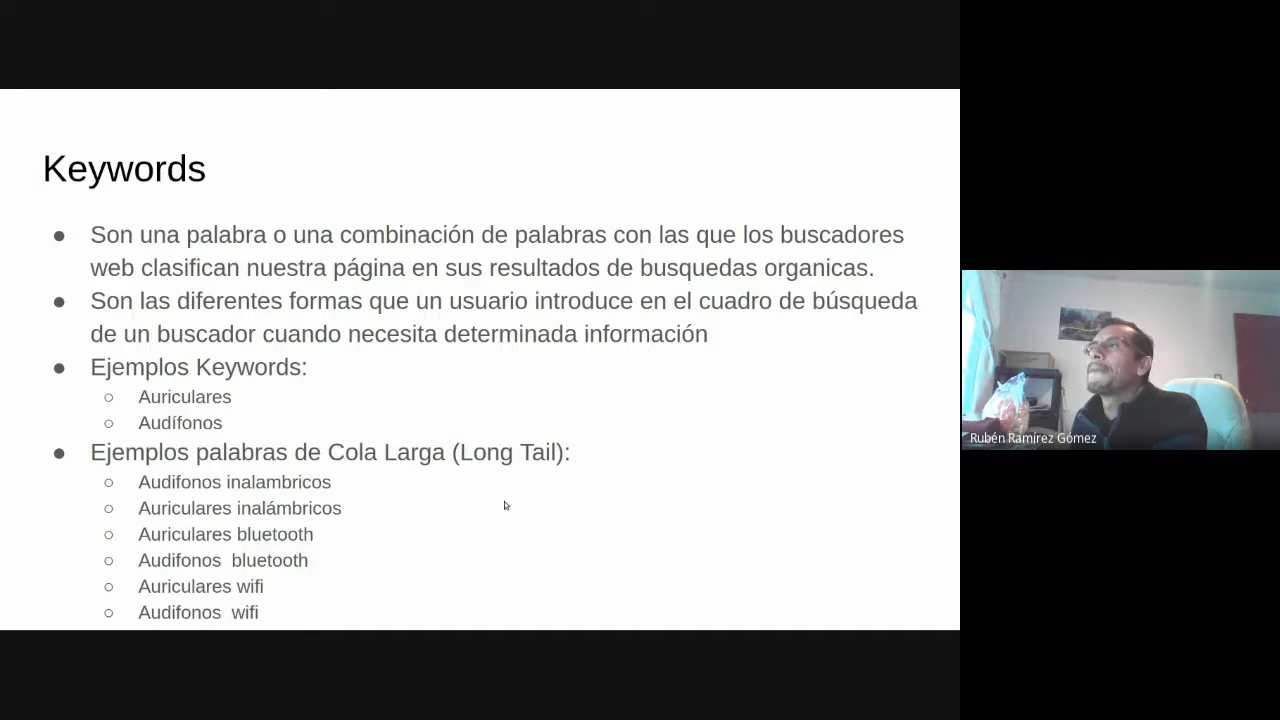 Keywords
● Son una palabra o una combinación de palabras con las que los buscadores
web clasifican nuestra página en sus resultados de busquedas organicas.
● Son las diferentes formas que un usuario introduce en el cuadro de búsqueda
de un buscador cuando necesita determinada información
● Ejemplos Keywords:
○ Auriculares
○ Audífonos
● Ejemplos palabras de Cola Larga (Long Tail):
○ Audifonos inalambricos
○ Auriculares inalámbricos
○ Auriculares bluetooth
○ Audifonos  bluetooth
○ Auriculares wifi
○ Audifonos  wifi
Rubén Ramírez Gómez